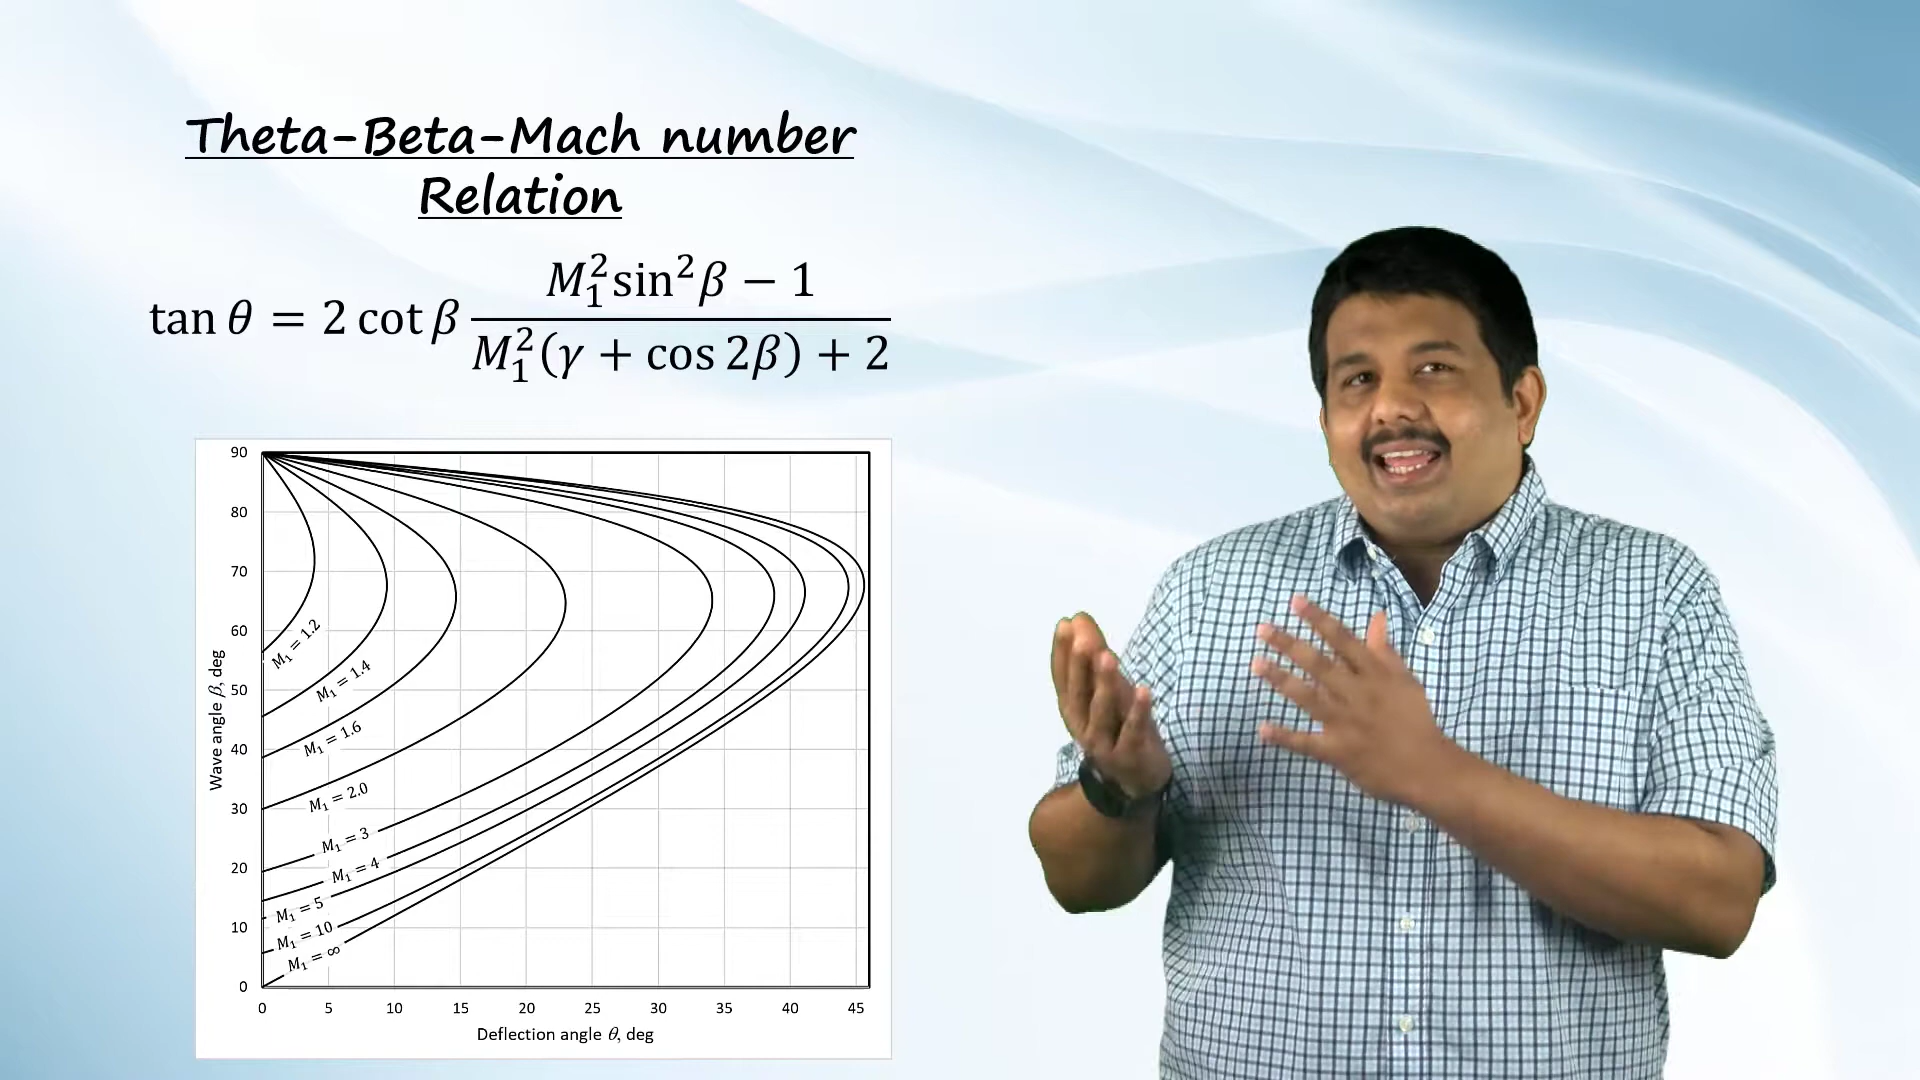 Theta-Beta-Mach number
Relation
tan θ = 2 cot β (M₁² sin² β − 1) / (M₁² (γ + cos 2β) + 2)
90
80
70
60
50
40
30
20
10
0
Wave angle β, deg
M₁ = 1.2
M₁ = 1.4
M₁ = 1.6
M₁ = 2.0
M₁ = 3
M₁ = 4
M₁ = 5
M₁ = 10
M₁ = ∞
0 5 10 15 20 25 30 35 40 45
Deflection angle θ, deg